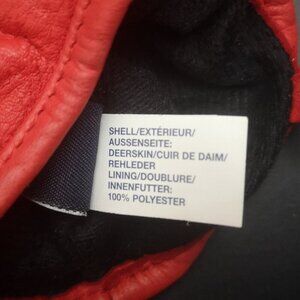 SHELL/EXTÉRIEUR/
AUSSENSEITE:
DEERSKIN/CUIR DE DAIM/
REHLEDER
LINING/DOUBLURE/
INNENFUTTER:
100% POLYESTER